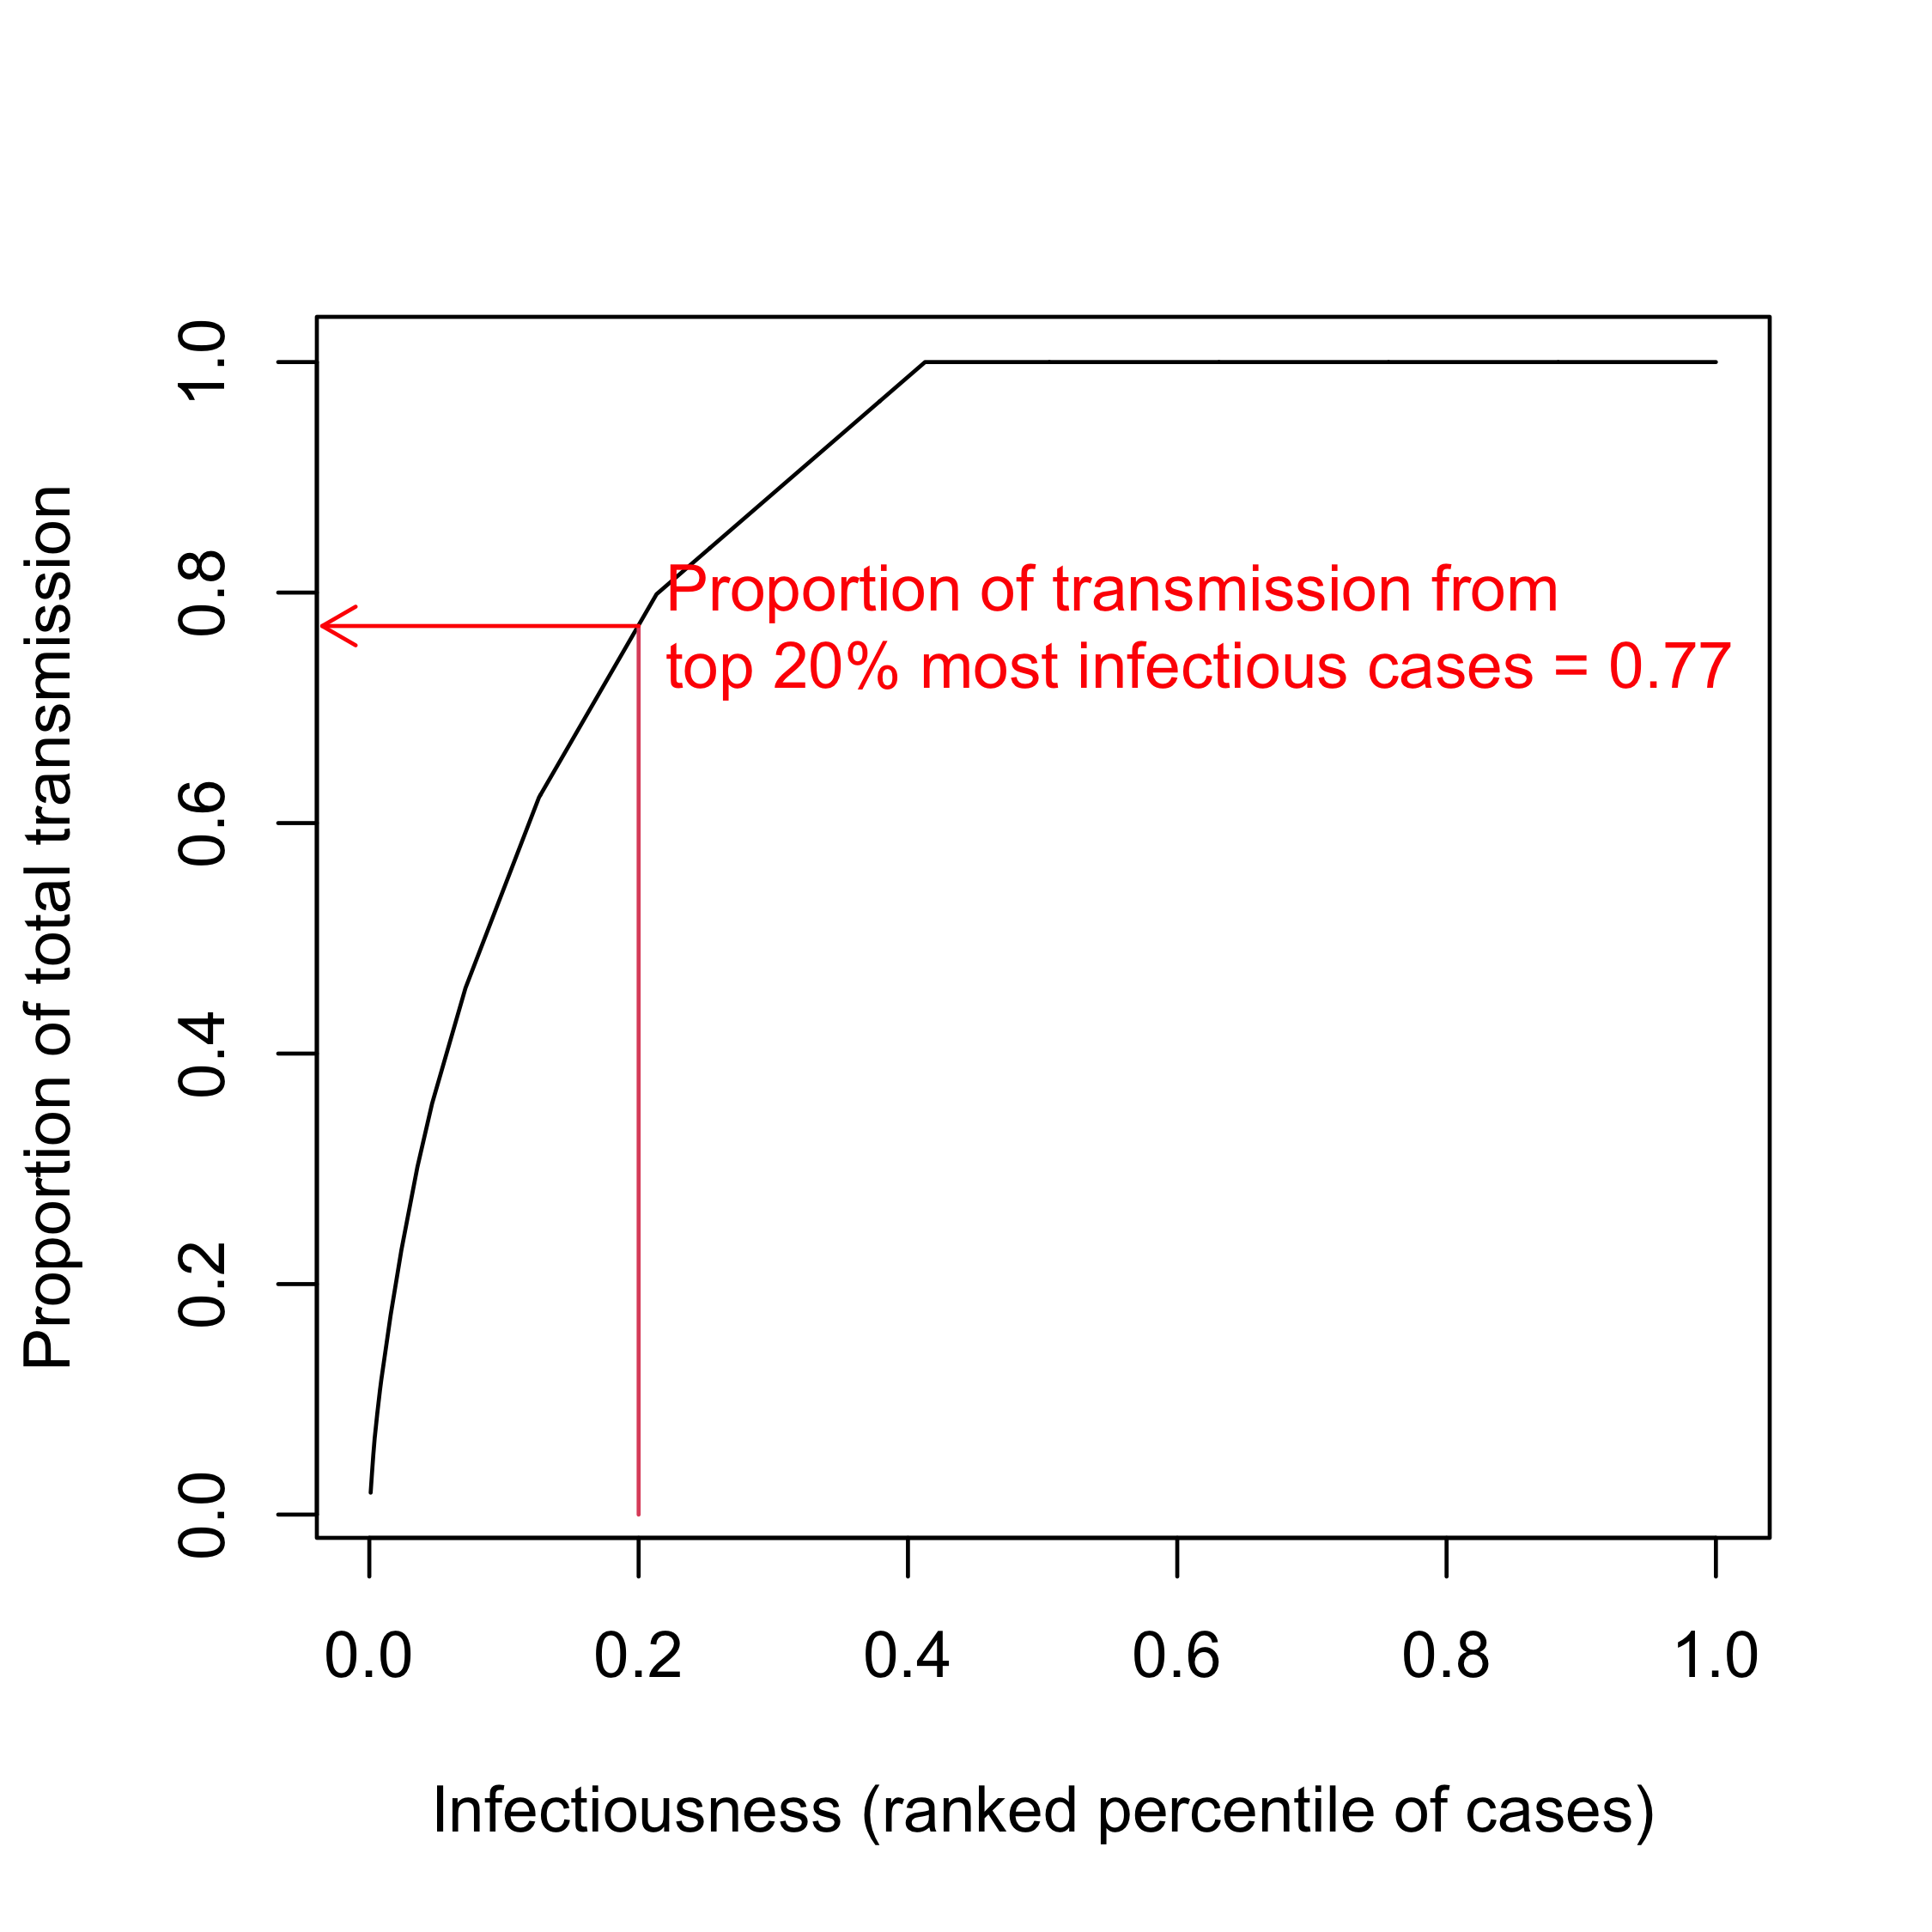 Proportion of total transmission
1.0
0.8
0.6
0.4
0.2
0.0
Proportion of transmission from
top 20% most infectious cases = 0.77
0.0 0.2 0.4 0.6 0.8 1.0
Infectiousness (ranked percentile of cases)